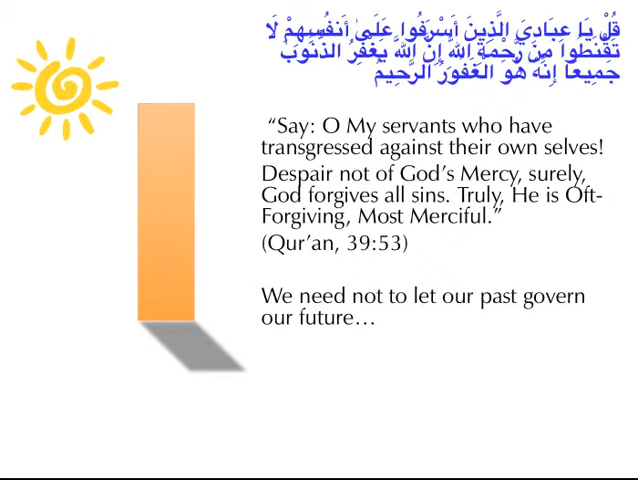 قُلْ يَا عِبَادِيَ الَّذِينَ أَسْرَفُوا عَلَىٰ أَنفُسِهِمْ لَا
تَقْنَطُوا مِن رَّحْمَةِ اللَّهِ إِنَّ اللَّهَ يَغْفِرُ الذُّنُوبَ
جَمِيعًا إِنَّهُ هُوَ الْغَفُورُ الرَّحِيمُ
“Say: O My servants who have
transgressed against their own selves!
Despair not of God’s Mercy, surely,
God forgives all sins. Truly, He is Oft-
Forgiving, Most Merciful.”
(Qur’an, 39:53)
We need not to let our past govern
our future…